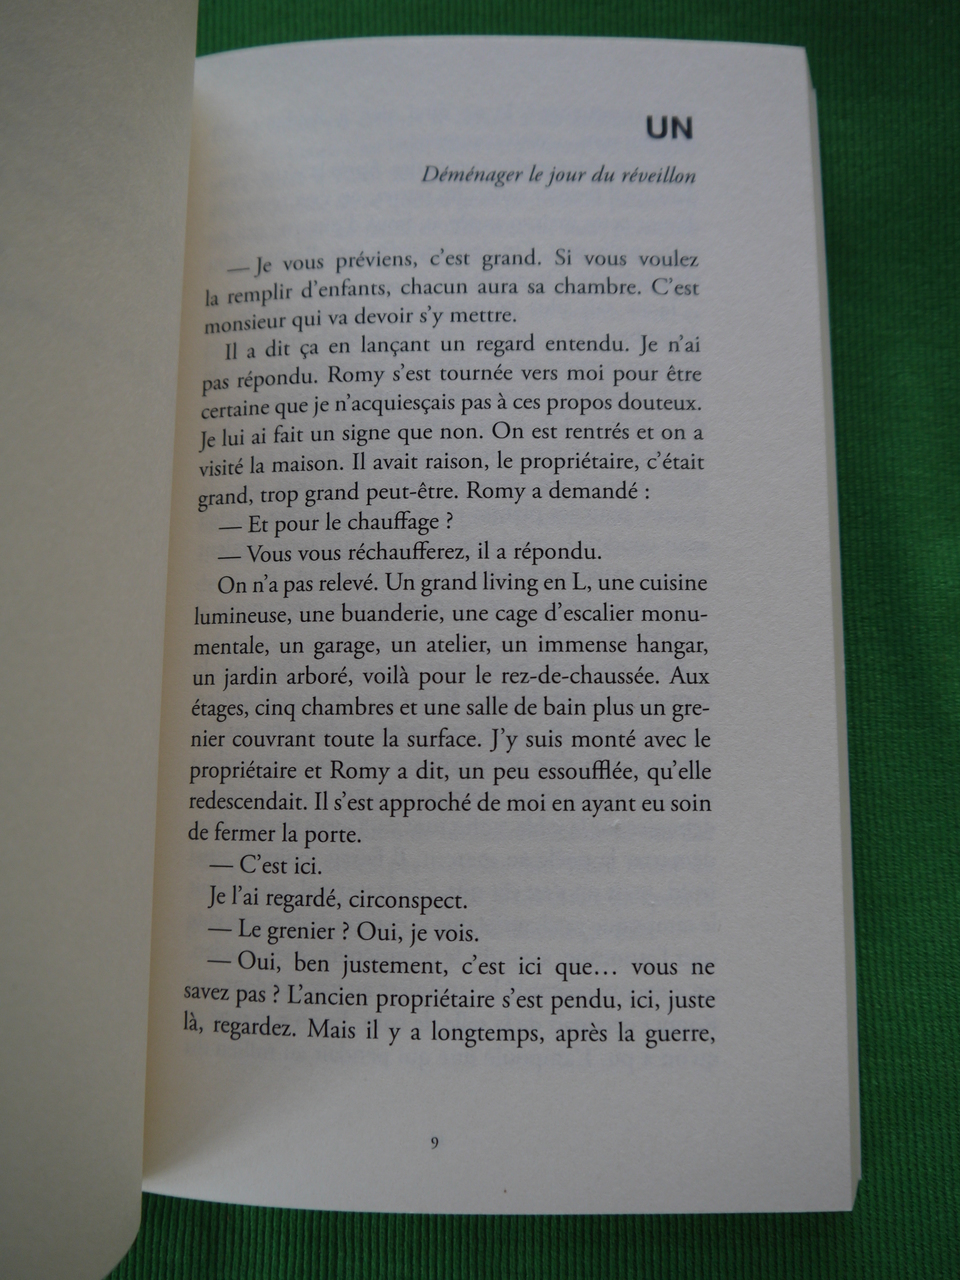 UN
Déménager le jour du réveillon
— Je vous préviens, c'est grand. Si vous voulez
la remplir d'enfants, chacun aura sa chambre. C'est
monsieur qui va devoir s'y mettre.
Il a dit ça en lançant un regard entendu. Je n'ai
pas répondu. Romy s'est tournée vers moi pour être
certaine que je n'acquiesçais pas à ces propos douteux.
Je lui ai fait un signe que non. On est rentrés et on a
visité la maison. Il avait raison, le propriétaire, c'était
grand, trop grand peut-être. Romy a demandé :
— Et pour le chauffage ?
— Vous vous réchaufferez, il a répondu.
On n'a pas relevé. Un grand living en L, une cuisine
lumineuse, une buanderie, une cage d'escalier monu-
mentale, un garage, un atelier, un immense hangar,
un jardin arboré, voilà pour le rez-de-chaussée. Aux
étages, cinq chambres et une salle de bain plus un gre-
nier couvrant toute la surface. J'y suis monté avec le
propriétaire et Romy a dit, un peu essoufflée, qu'elle
redescendait. Il s'est approché de moi en ayant eu soin
de fermer la porte.
— C'est ici.
Je l'ai regardé, circonspect.
— Le grenier ? Oui, je vois.
— Oui, ben justement, c'est ici que... vous ne
savez pas ? L'ancien propriétaire s'est pendu, ici, juste
là, regardez. Mais il y a longtemps, après la guerre,
9